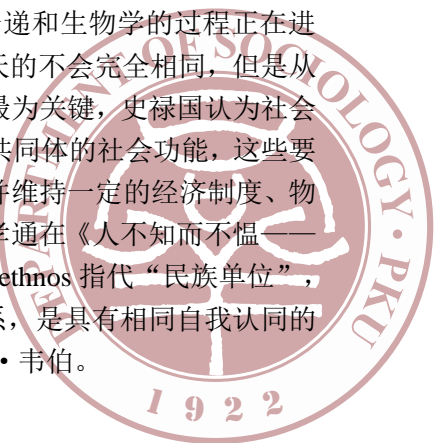 递和生物学的过程正在进
天的不会完全相同，但是从
最为关键，史禄国认为社会
共同体的社会功能，这些要
并维持一定的经济制度、物
孝通在《人不知而不愠——
ethnos 指代“民族单位”，
系，是具有相同自我认同的
·韦伯。
DEPARTMENT OF SOCIOLOGY·PKU
1922